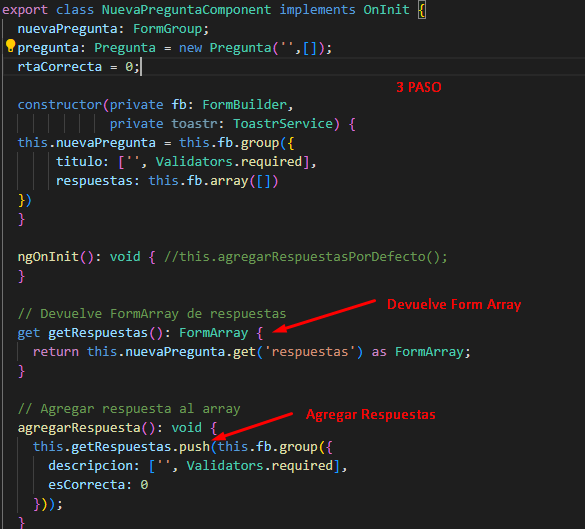 export class NuevaPreguntaComponent implements OnInit {
nuevaPregunta: FormGroup;
pregunta: Pregunta = new Pregunta('',[]);
rtaCorrecta = 0;
3 PASO
constructor(private fb: FormBuilder,
private toastr: ToastrService) {
this.nuevaPregunta = this.fb.group({
titulo: ['', Validators.required],
respuestas: this.fb.array([])
})
}
ngOnInit(): void { //this.agregarRespuestasPorDefecto();
}
// Devuelve FormArray de respuestas
Devuelve Form Array
get getRespuestas(): FormArray {
return this.nuevaPregunta.get('respuestas') as FormArray;
}
// Agregar respuesta al array
Agregar Respuestas
agregarRespuesta(): void {
this.getRespuestas.push(this.fb.group({
descripcion: ['', Validators.required],
esCorrecta: 0
}));
}